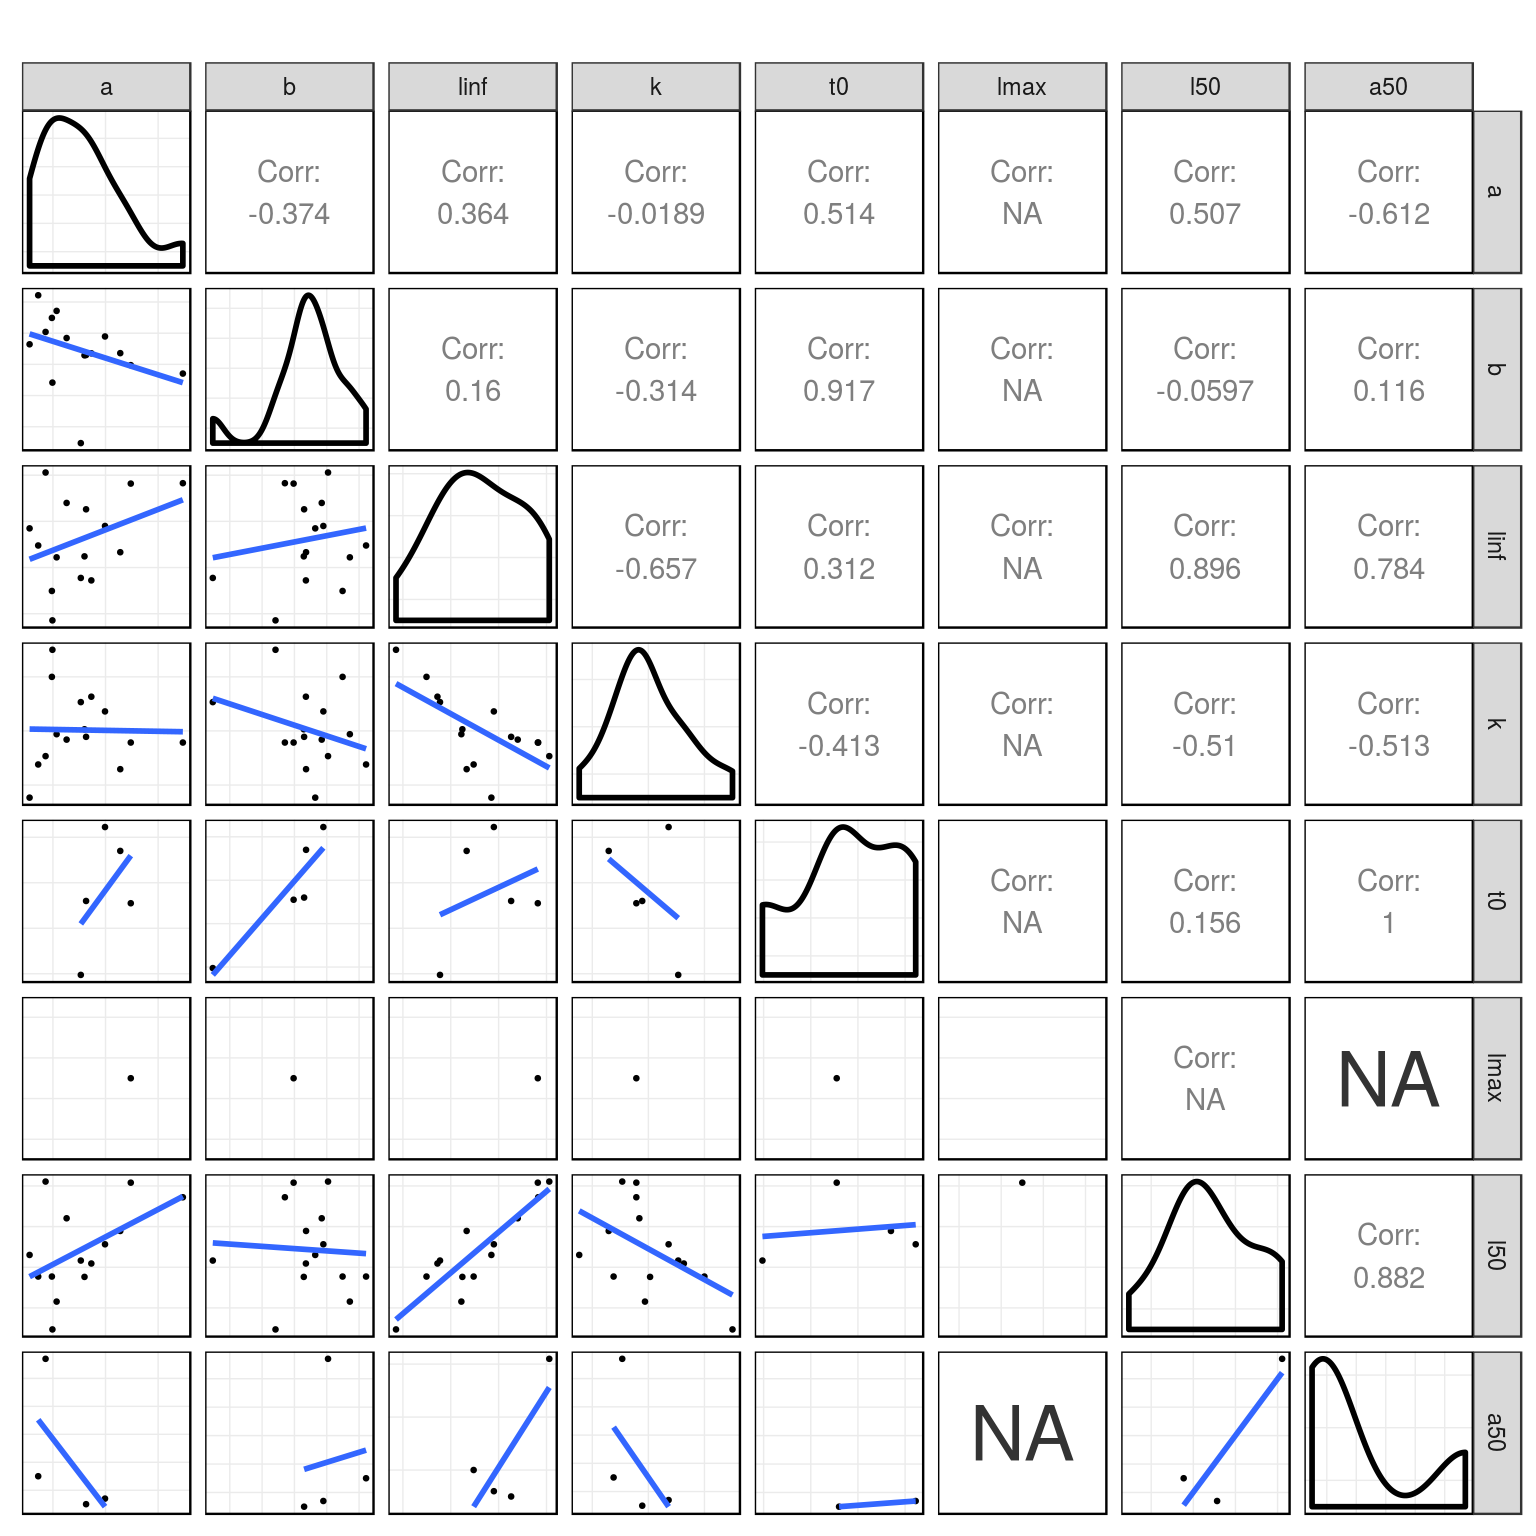 a b linf k t0 lmax l50 a50
Corr: Corr: Corr: Corr: Corr: Corr: Corr:
-0.374 0.364 -0.0189 0.514 NA 0.507 -0.612
a
Corr: Corr: Corr: Corr: Corr: Corr:
0.16 -0.314 0.917 NA -0.0597 0.116
b
Corr: Corr: Corr: Corr: Corr:
-0.657 0.312 NA 0.896 0.784
linf
Corr: Corr: Corr: Corr:
-0.413 NA -0.51 -0.513
k
Corr: Corr: Corr:
NA 0.156 1
t0
Corr:
NA
NA
lmax
Corr:
0.882
l50
NA
a50